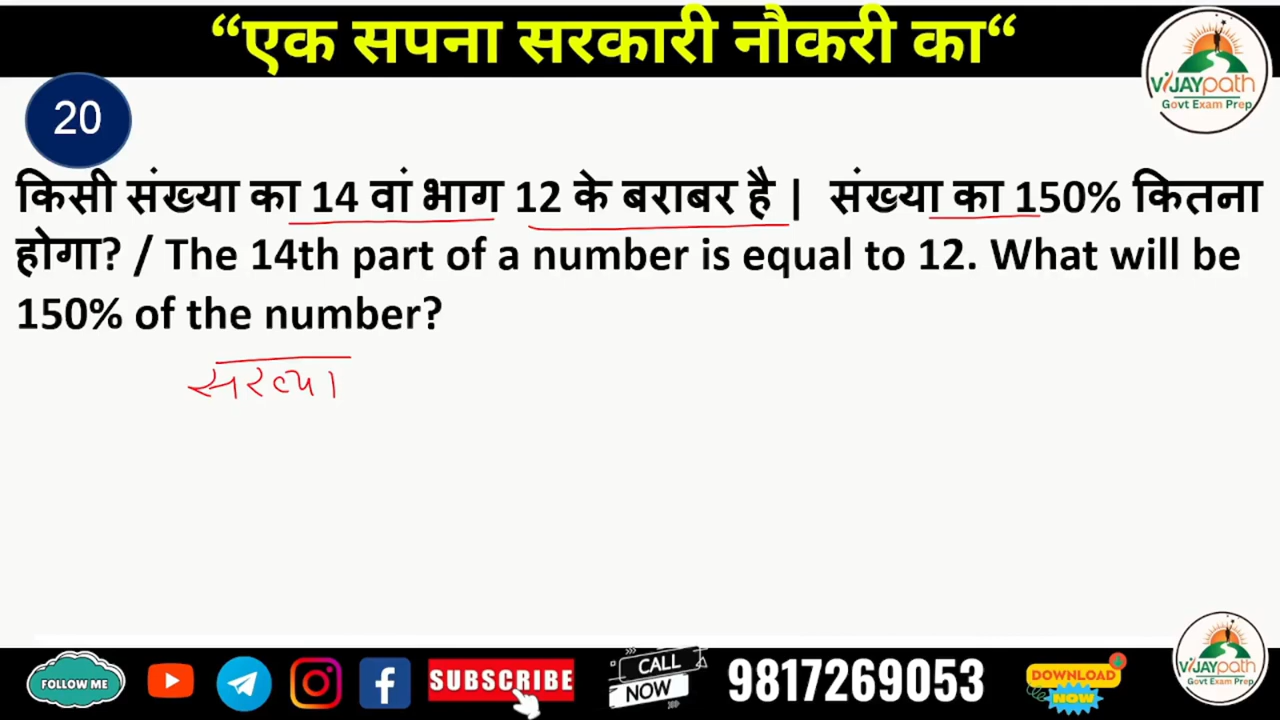 “एक सपना सरकारी नौकरी का“
VIJAYpath
Govt Exam Prep
20
किसी संख्या का 14 वां भाग 12 के बराबर है | संख्या का 150% कितना
होगा? / The 14th part of a number is equal to 12. What will be
150% of the number?
संख्या
VIJAYpath
Govt Exam Prep
FOLLOW ME
SUBSCRIBE
CALL
NOW
9817269053
DOWNLOAD
NOW